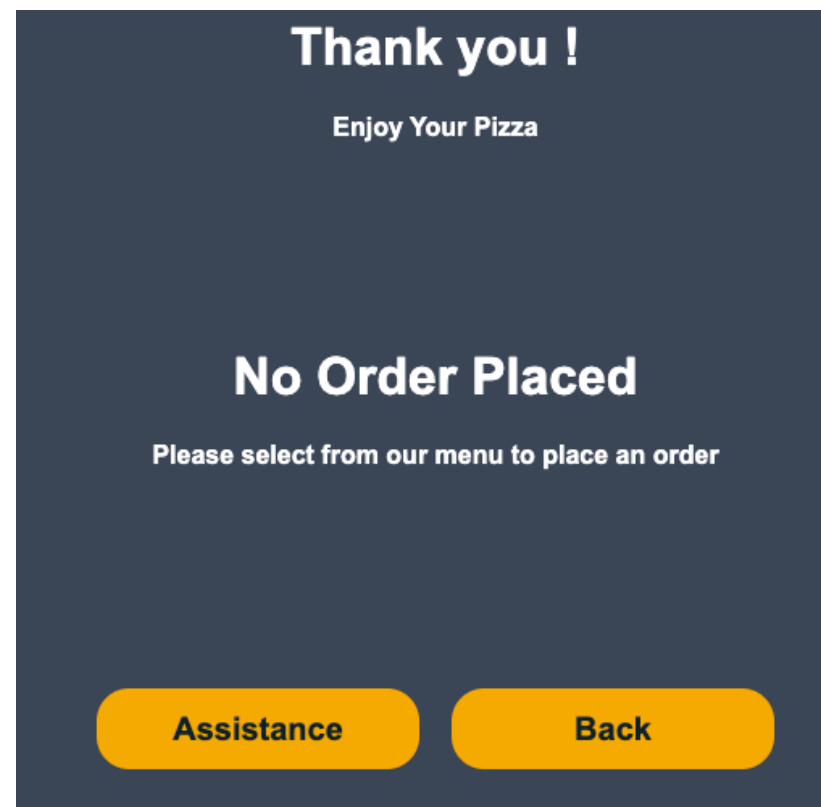 Thank you !
Enjoy Your Pizza
No Order Placed
Please select from our menu to place an order
Assistance
Back